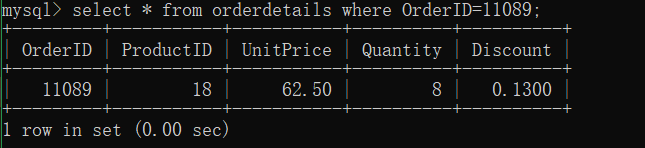 mysql> select * from orderdetails where OrderID=11089;
+---------+-----------+-----------+----------+----------+
| OrderID | ProductID | UnitPrice | Quantity | Discount |
+---------+-----------+-----------+----------+----------+
|   11089 |        18 |     62.50 |        8 |   0.1300 |
+---------+-----------+-----------+----------+----------+
1 row in set (0.00 sec)